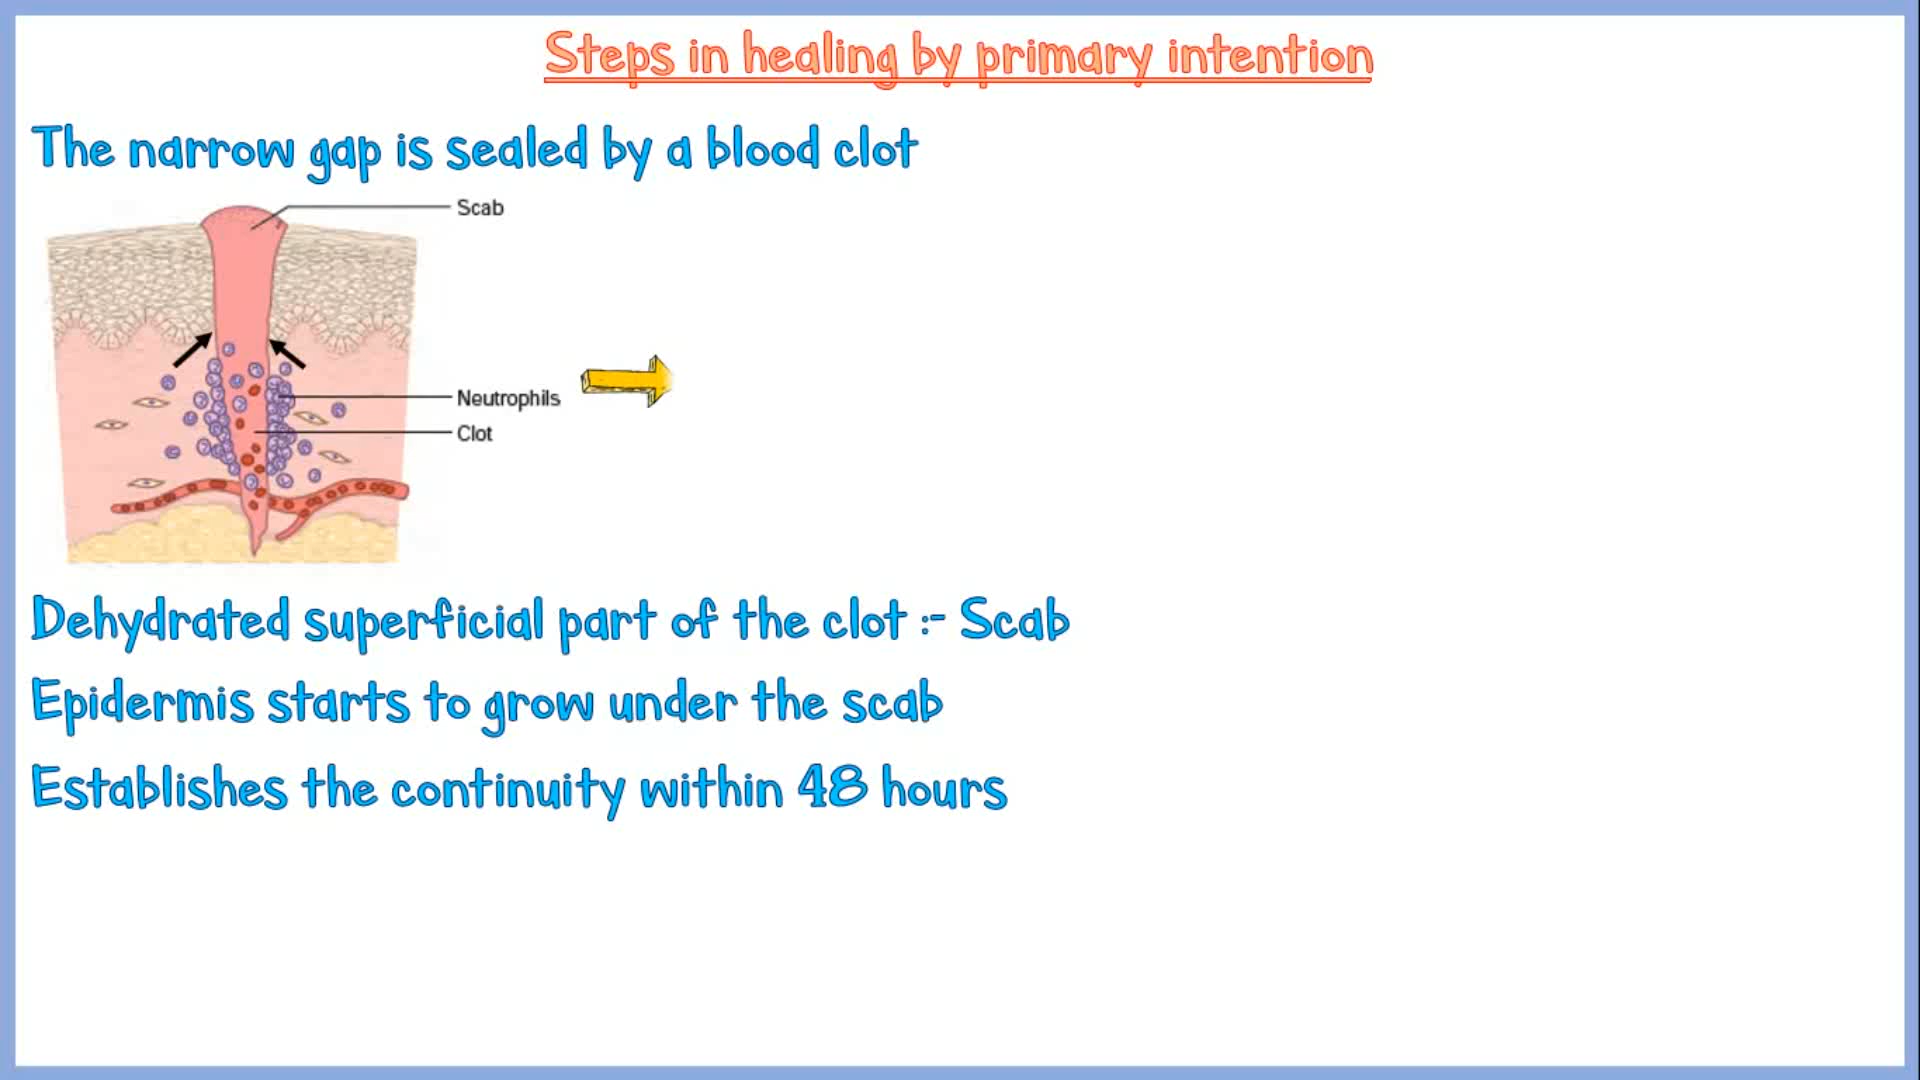 Steps in healing by primary intention
The narrow gap is sealed by a blood clot
Scab
Neutrophils
Clot
Dehydrated superficial part of the clot :- Scab
Epidermis starts to grow under the scab
Establishes the continuity within 48 hours